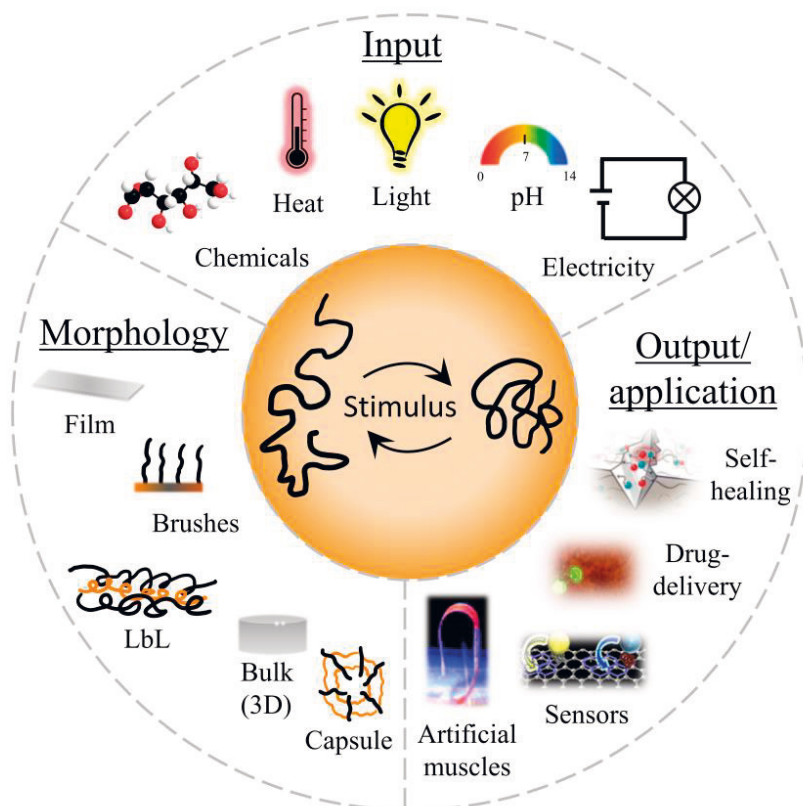 Input
Heat
Light
0
7
14
pH
Chemicals
Electricity
Morphology
Film
Brushes
LbL
Bulk
(3D)
Capsule
Stimulus
Output/
application
Self-
healing
Drug-
delivery
Sensors
Artificial
muscles